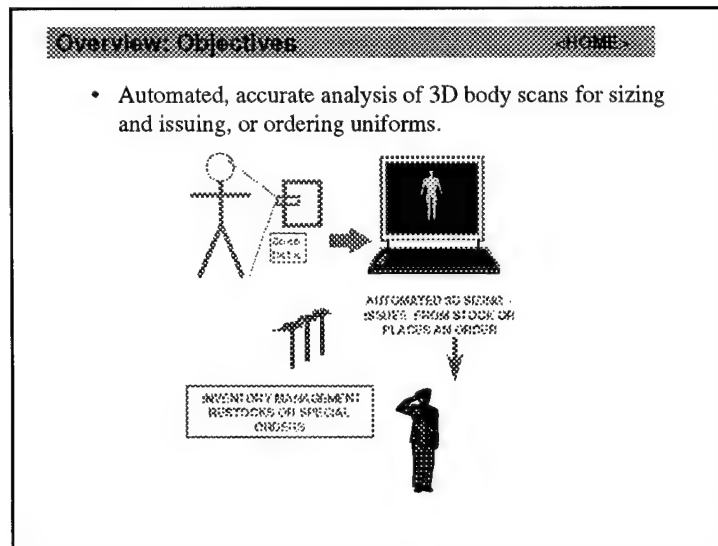 Overview: Objectives <HOME>
• Automated, accurate analysis of 3D body scans for sizing
and issuing, or ordering uniforms.
AUTOMATED 3D SIZING -
ISSUES FROM STOCK OR
PLACES AN ORDER
INVENTORY MANAGEMENT
RESTOCKS OR SPECIAL
ORDERS